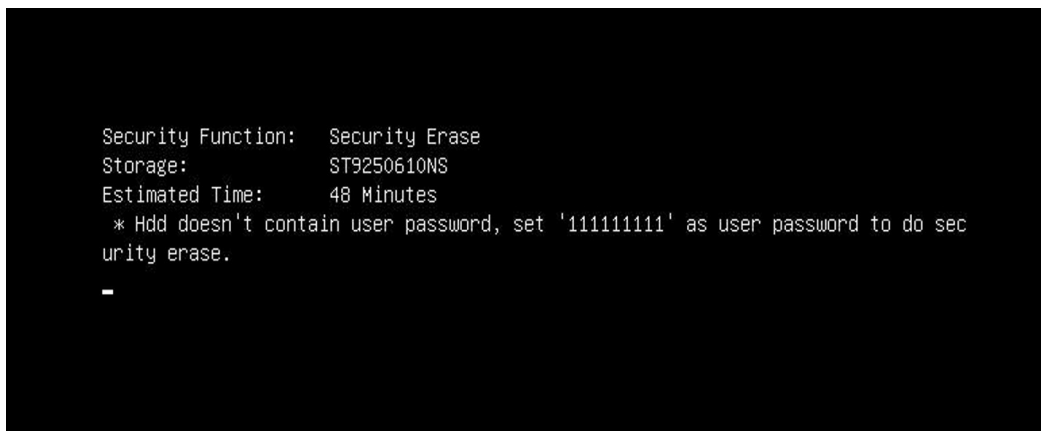 Security Function: Security Erase
Storage: ST9250610NS
Estimated Time: 48 Minutes
* Hdd doesn't contain user password, set '111111111' as user password to do sec
urity erase.